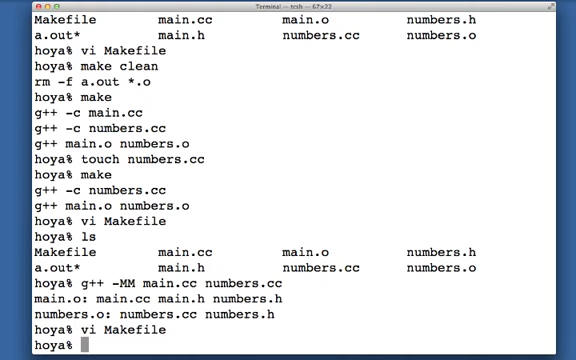 Terminal — tcsh — 67×22
Makefile main.cc main.o numbers.h
a.out* main.h numbers.cc numbers.o
hoya% vi Makefile
hoya% make clean
rm -f a.out *.o
hoya% make
g++ -c main.cc
g++ -c numbers.cc
g++ main.o numbers.o
hoya% touch numbers.cc
hoya% make
g++ -c numbers.cc
g++ main.o numbers.o
hoya% vi Makefile
hoya% ls
Makefile main.cc main.o numbers.h
a.out* main.h numbers.cc numbers.o
hoya% g++ -MM main.cc numbers.cc
main.o: main.cc main.h numbers.h
numbers.o: numbers.cc numbers.h
hoya% vi Makefile
hoya%